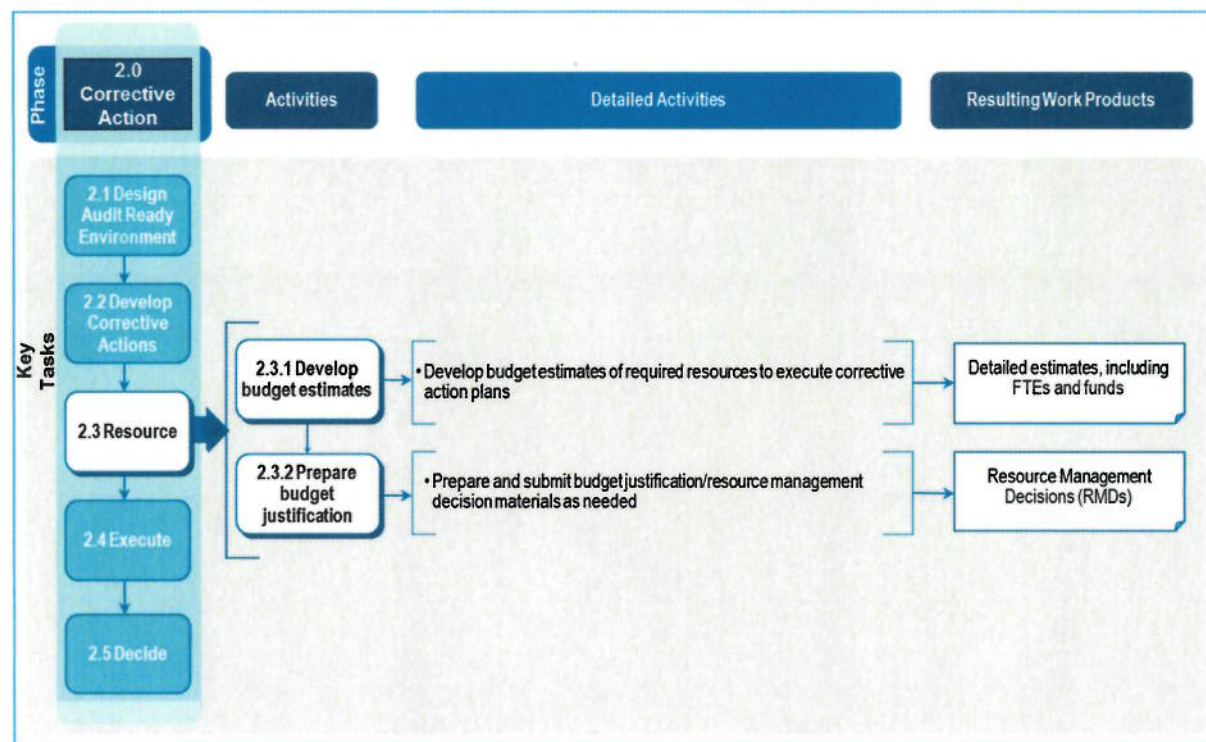 Phase
2.0
Corrective
Action
Activities
Detailed Activities
Resulting Work Products
Key
Tasks
2.1 Design
Audit Ready
Environment
2.2 Develop
Corrective
Actions
2.3 Resource
2.4 Execute
2.5 Decide
2.3.1 Develop
budget estimates
• Develop budget estimates of required resources to execute corrective
action plans
Detailed estimates, including
FTEs and funds
2.3.2 Prepare
budget
justification
• Prepare and submit budget justification/resource management
decision materials as needed
Resource Management
Decisions (RMDs)